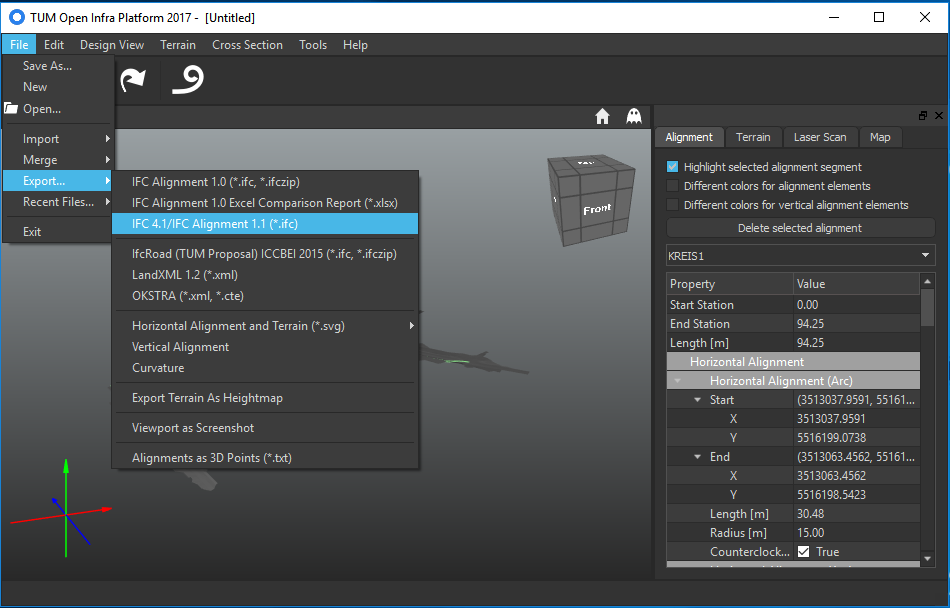 TUM Open Infra Platform 2017 - [Untitled]
File Edit Design View Terrain Cross Section Tools Help
Save As...
New
Open...
Import
Merge
Export...
Recent Files...
Exit
IFC Alignment 1.0 (*.ifc, *.ifczip)
IFC Alignment 1.0 Excel Comparison Report (*.xlsx)
IFC 4.1/IFC Alignment 1.1 (*.ifc)
IfcRoad (TUM Proposal) ICCBEI 2015 (*.ifc, *.ifczip)
LandXML 1.2 (*.xml)
OKSTRA (*.xml, *.cte)
Horizontal Alignment and Terrain (*.svg)
Vertical Alignment
Curvature
Export Terrain As Heightmap
Viewport as Screenshot
Alignments as 3D Points (*.txt)
Front
Alignment Terrain Laser Scan Map
Highlight selected alignment segment
Different colors for alignment elements
Different colors for vertical alignment elements
Delete selected alignment
KREIS1
Property Value
Start Station 0.00
End Station 94.25
Length [m] 94.25
Horizontal Alignment
Horizontal Alignment (Arc)
Start (3513037.9591, 55161...
X 3513037.9591
Y 5516199.0738
End (3513063.4562, 55161...
X 3513063.4562
Y 5516198.5423
Length [m] 30.48
Radius [m] 15.00
Counterclock... True